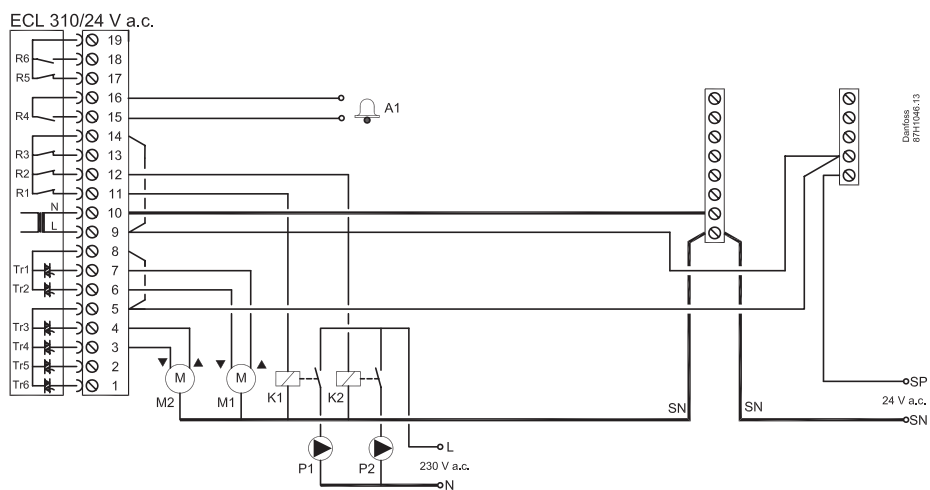 ECL 310/24 V a.c.
19
R6 18
R5 17
16
A1
R4 15
14
R3 13
R2 12
R1 11
N 10
L 9
8
Tr1 7
Tr2 6
5
Tr3 4
Tr4 3
Tr5 2
Tr6 1
M M
M2 M1 K1 K2
P1 P2
L
230 V a.c.
N
SN SN
SP
24 V a.c.
SN
Danfoss
87H1046.13